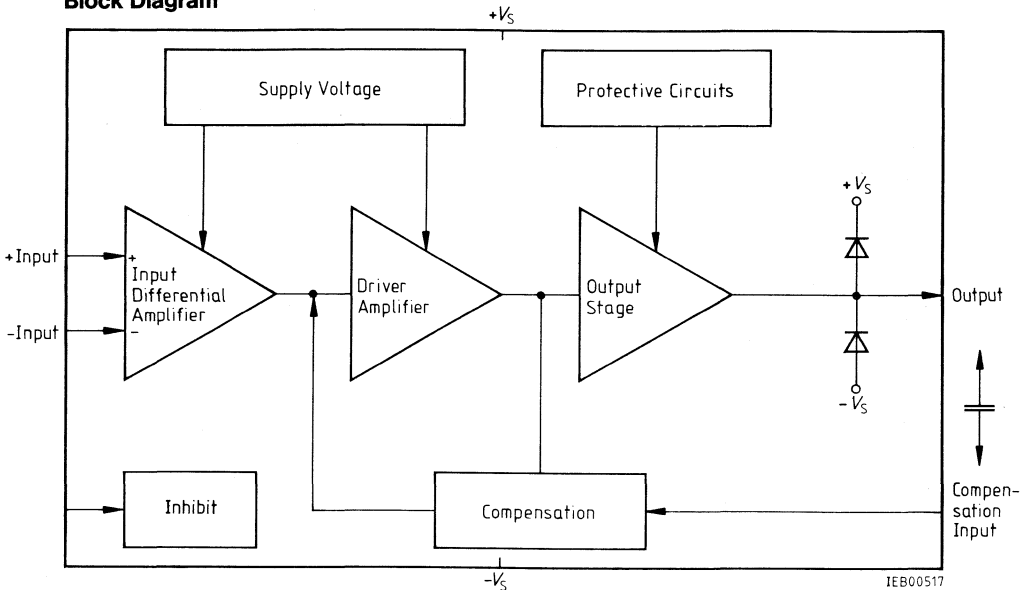 Block Diagram
+VS
Supply Voltage
Protective Circuits
+VS
+Input
+
Input
Differential
Amplifier
Driver
Amplifier
Output
Stage
Output
-Input
-
-VS
Inhibit
Compensation
Compen-
sation
Input
-VS
IEB00517